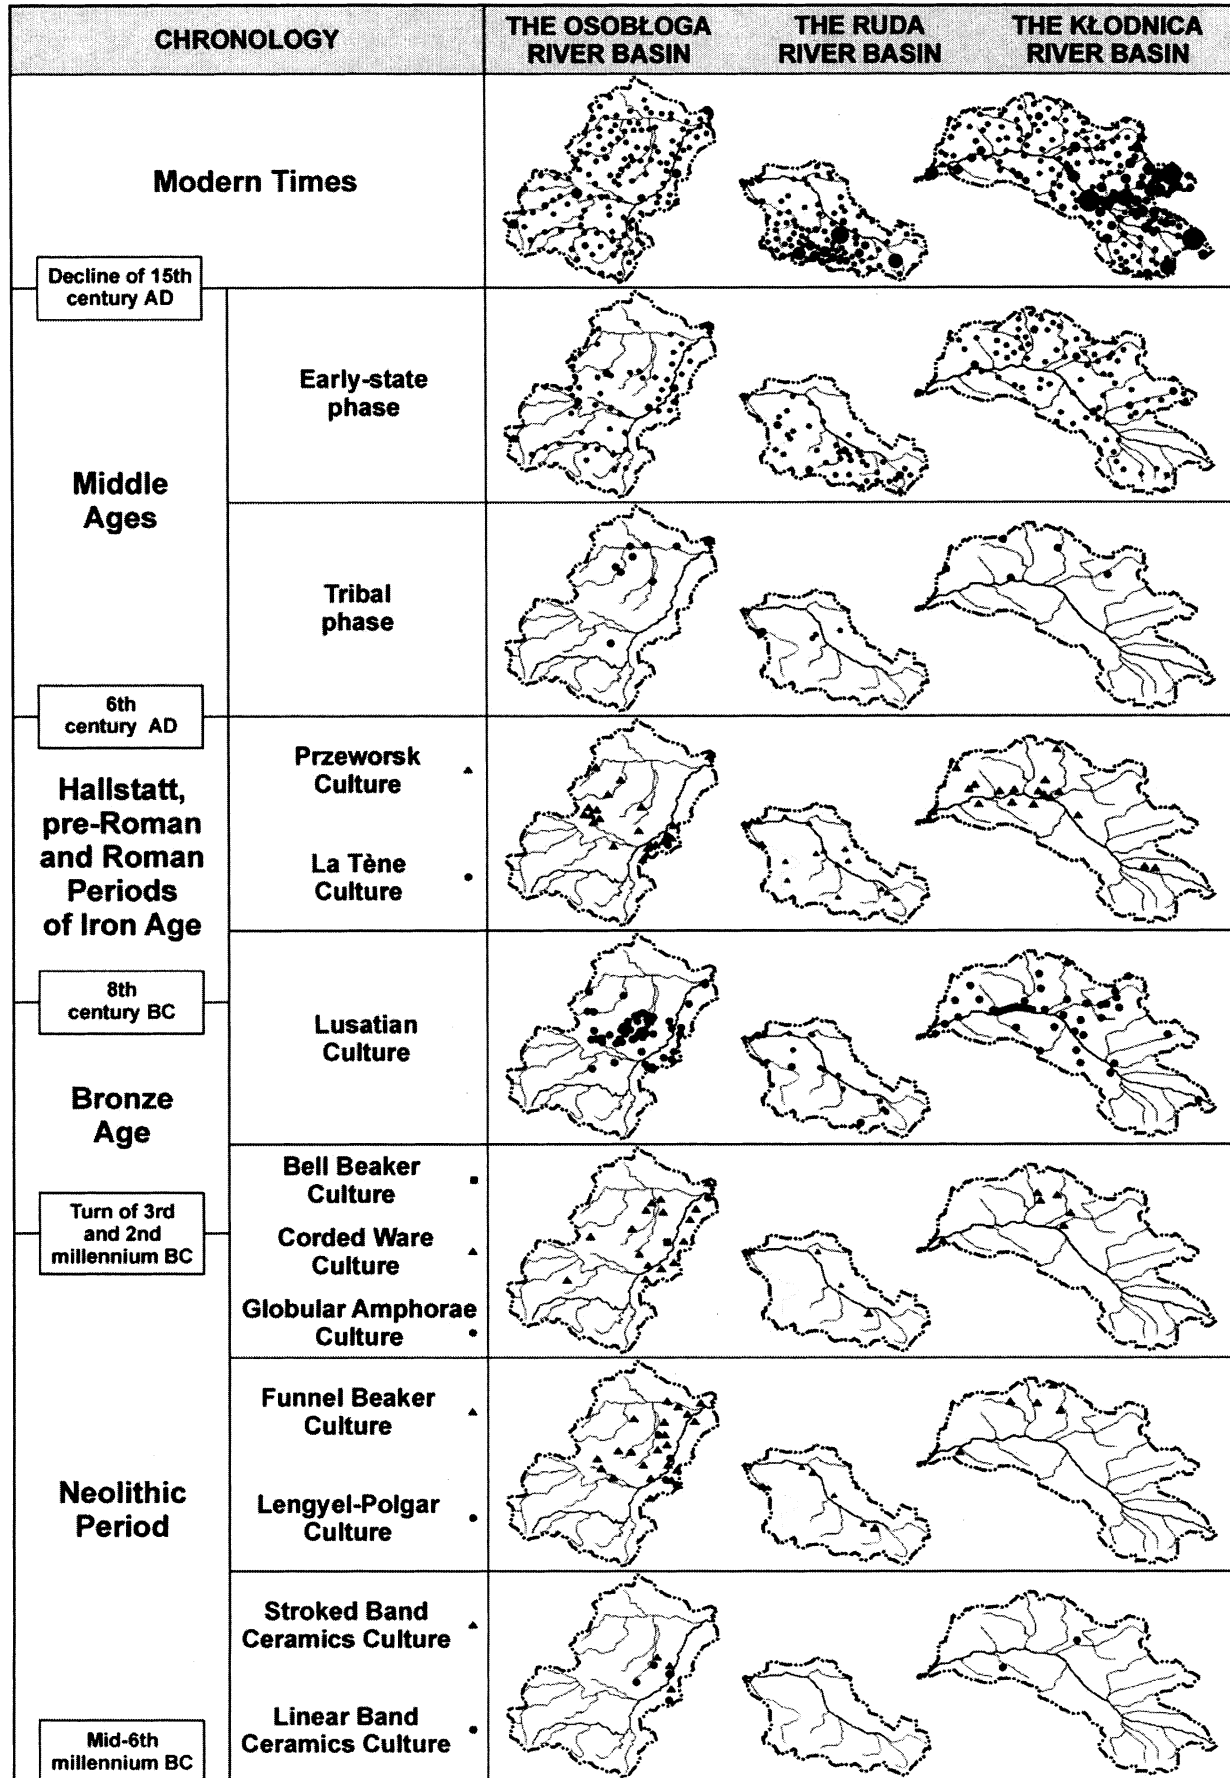 CHRONOLOGY
THE OSOBŁOGA
RIVER BASIN
THE RUDA
RIVER BASIN
THE KŁODNICA
RIVER BASIN
Modern Times
Decline of 15th
century AD
Middle
Ages
Early-state
phase
Tribal
phase
6th
century AD
Hallstatt,
pre-Roman
and Roman
Periods
of Iron Age
Przeworsk
Culture
La Tène
Culture
8th
century BC
Lusatian
Culture
Bronze
Age
Turn of 3rd
and 2nd
millennium BC
Bell Beaker
Culture
Corded Ware
Culture
Globular Amphorae
Culture
Neolithic
Period
Funnel Beaker
Culture
Lengyel-Polgar
Culture
Stroked Band
Ceramics Culture
Linear Band
Ceramics Culture
Mid-6th
millennium BC